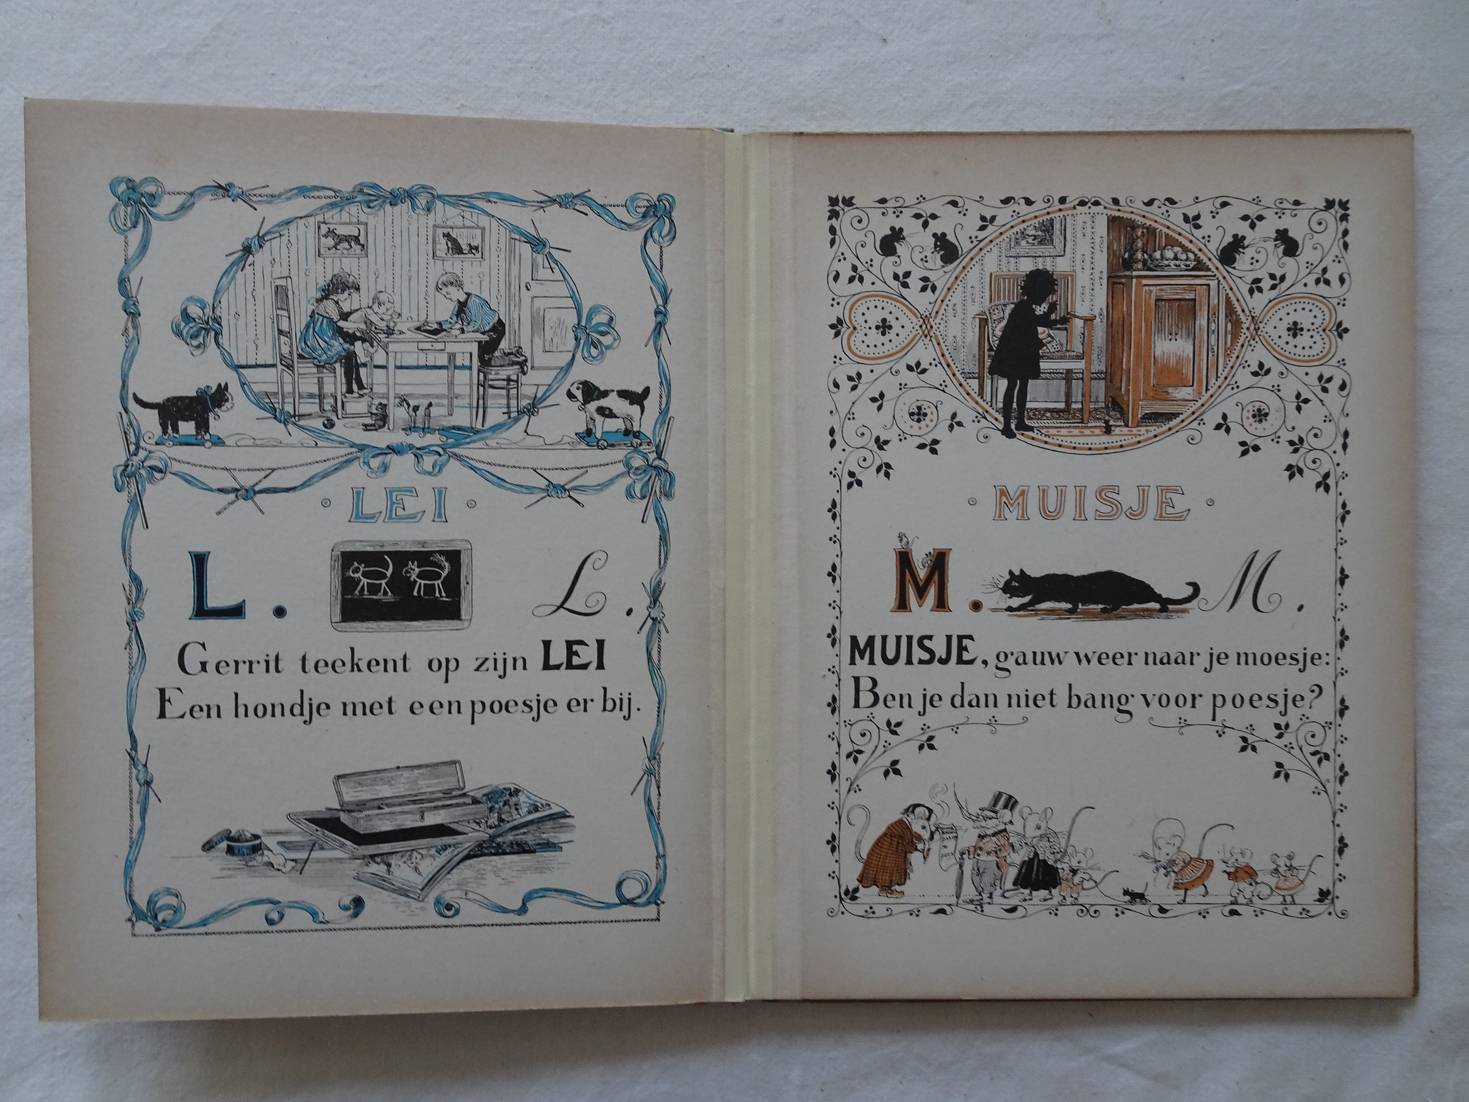 LEI
L. L.
Gerrit teekent op zijn LEI
Een hondje met een poesje er bij.
MUISJE
M. M.
MUISJE, gauw weer naar je moesje:
Ben je dan niet bang voor poesje?